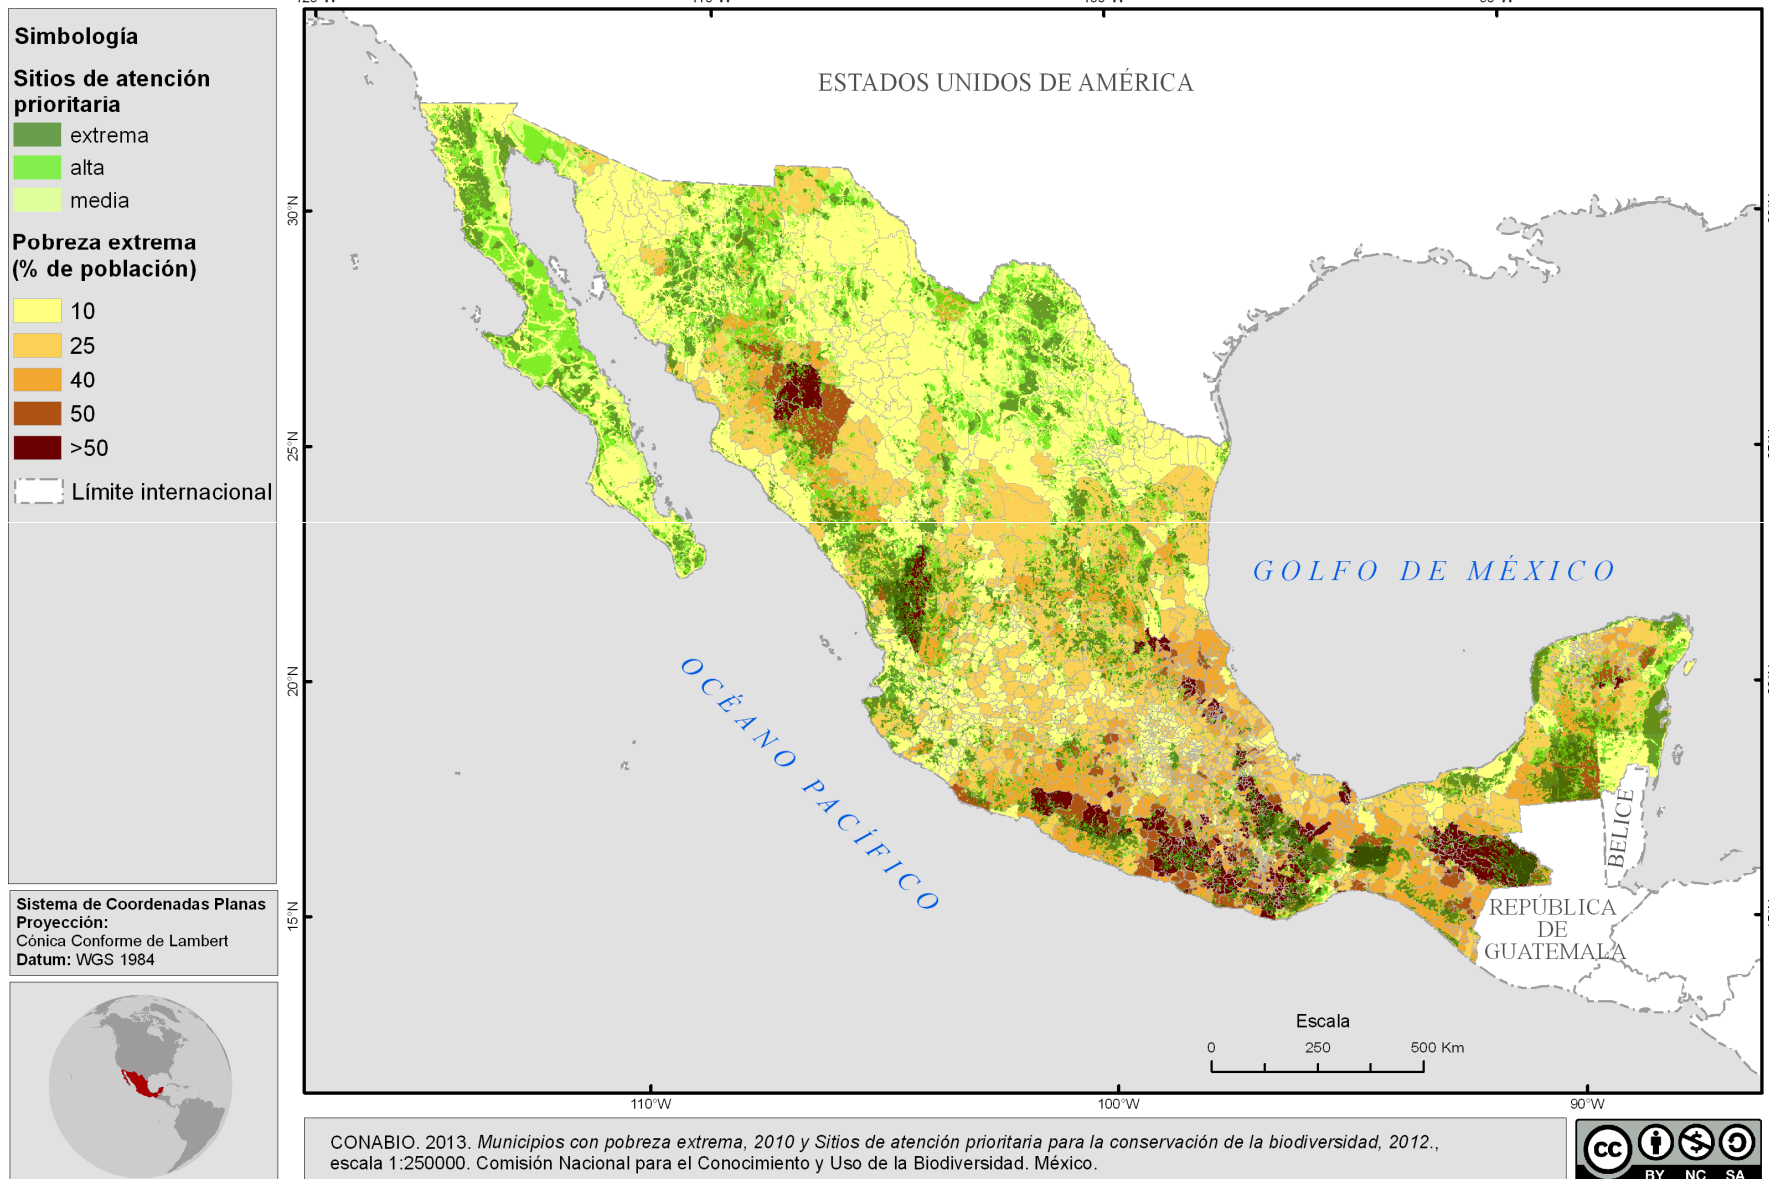 Simbología
Sitios de atención
prioritaria
extrema
alta
media
Pobreza extrema
(% de población)
10
25
40
50
>50
Límite internacional
Sistema de Coordenadas Planas
Proyección:
Cónica Conforme de Lambert
Datum: WGS 1984
ESTADOS UNIDOS DE AMÉRICA
GOLFO DE MÉXICO
OCÉANO PACÍFICO
BELICE
REPÚBLICA
DE
GUATEMALA
30°N
25°N
20°N
15°N
110°W
100°W
90°W
Escala
0 250 500 Km
CONABIO. 2013. Municipios con pobreza extrema, 2010 y Sitios de atención prioritaria para la conservación de la biodiversidad, 2012.,
escala 1:250000. Comisión Nacional para el Conocimiento y Uso de la Biodiversidad. México.
cc
BY NC SA